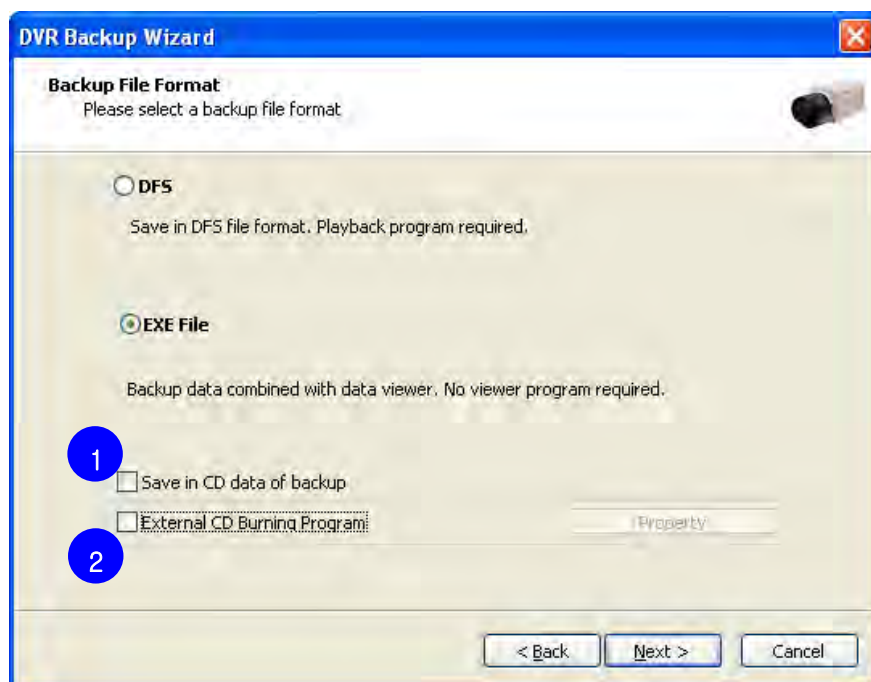 DVR Backup Wizard
Backup File Format
Please select a backup file format
DFS
Save in DFS file format. Playback program required.
EXE File
Backup data combined with data viewer. No viewer program required.
1
Save in CD data of backup
External CD Burning Program
Property
2
< Back
Next >
Cancel